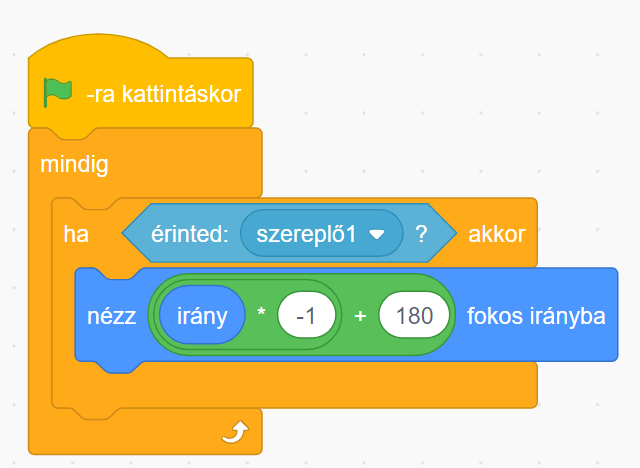 -ra kattintáskor
mindig
ha érinted: szereplő1 ? akkor
nézz irány * -1 + 180 fokos irányba